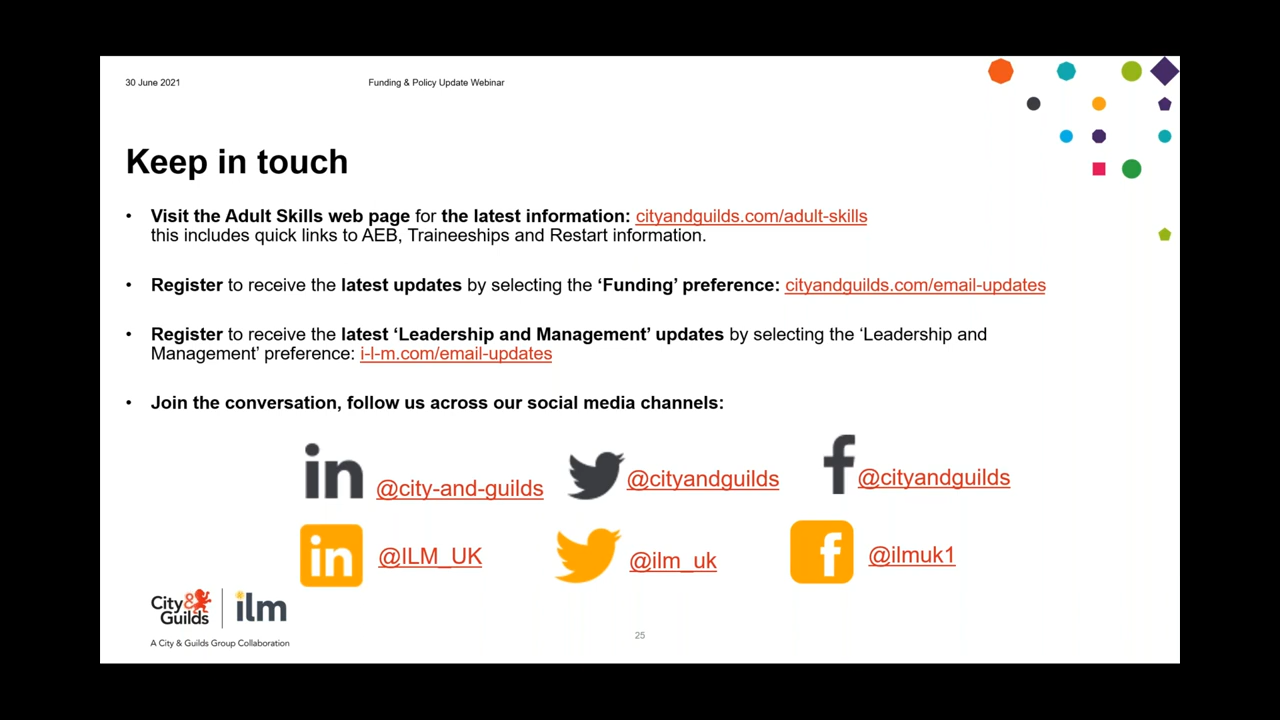 30 June 2021
Funding & Policy Update Webinar
Keep in touch
• Visit the Adult Skills web page for the latest information: cityandguilds.com/adult-skills
this includes quick links to AEB, Traineeships and Restart information.
• Register to receive the latest updates by selecting the ‘Funding’ preference: cityandguilds.com/email-updates
• Register to receive the latest ‘Leadership and Management’ updates by selecting the ‘Leadership and
Management’ preference: i-l-m.com/email-updates
• Join the conversation, follow us across our social media channels:
in @city-and-guilds
@cityandguilds
f @cityandguilds
in @ILM_UK
@ilm_uk
f @ilmuk1
City &
Guilds
ilm
A City & Guilds Group Collaboration
25